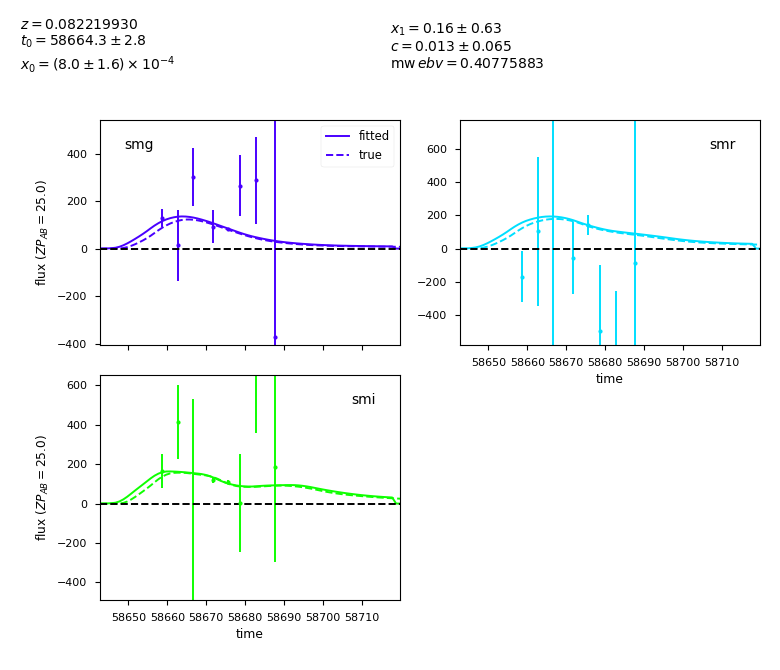 z = 0.082219930
t0 = 58664.3 ± 2.8
x0 = (8.0 ± 1.6) × 10^-4
x1 = 0.16 ± 0.63
c = 0.013 ± 0.065
mw ebv = 0.40775883
smg
fitted
true
400
200
0
−200
−400
flux (ZP_AB = 25.0)
smr
600
400
200
0
−200
−400
58650 58660 58670 58680 58690 58700 58710
time
smi
600
400
200
0
−200
−400
flux (ZP_AB = 25.0)
58650 58660 58670 58680 58690 58700 58710
time